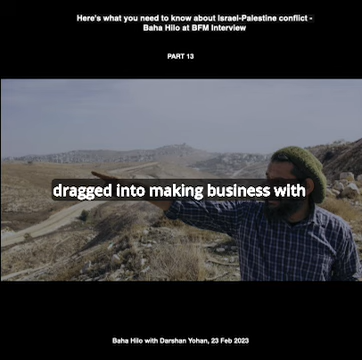 Here's what you need to know about Israel-Palestine conflict -
Baha Hilo at BFM Interview
PART 13
dragged into making business with
Baha Hilo with Darshan Yohan, 23 Feb 2023